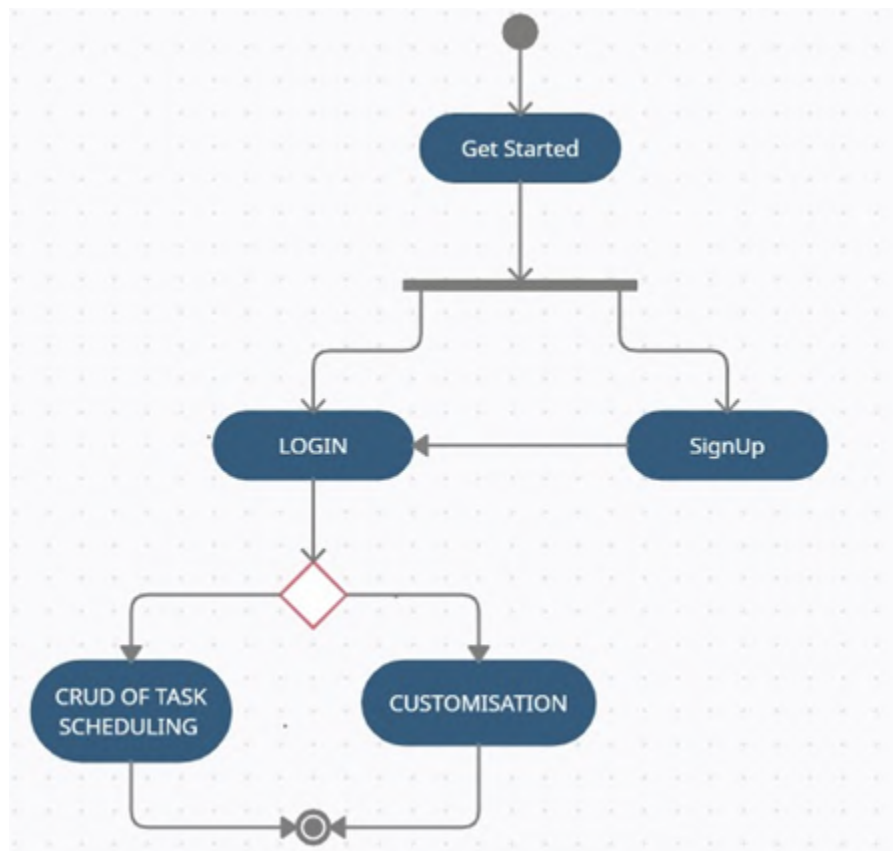 Get Started
LOGIN
SignUp
CRUD OF TASK
SCHEDULING
CUSTOMISATION